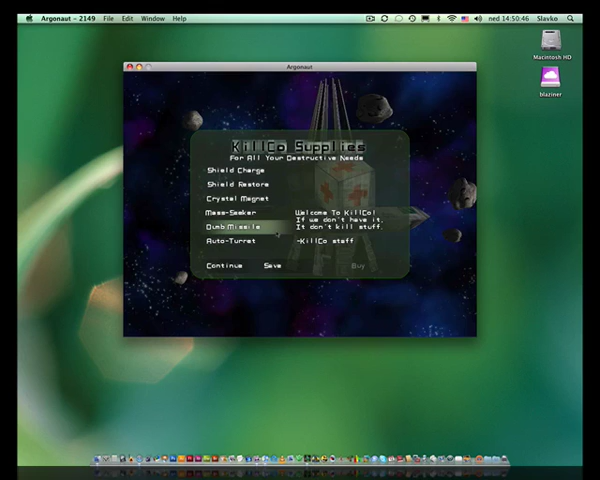 Argonaut - 2149 File Edit Window Help ned 14:50:46 Slavko
Macintosh HD
blaziner
Argonaut
KillCo Supplies
For All Your Destructive Needs
Shield Charge
Shield Restore
Crystal Magnet
Mass-Seeker
Dumb Missile
Auto-Turret
Welcome To KillCo!
If we don't have it,
It don't kill stuff.
-KillCo staff
Continue Save Buy